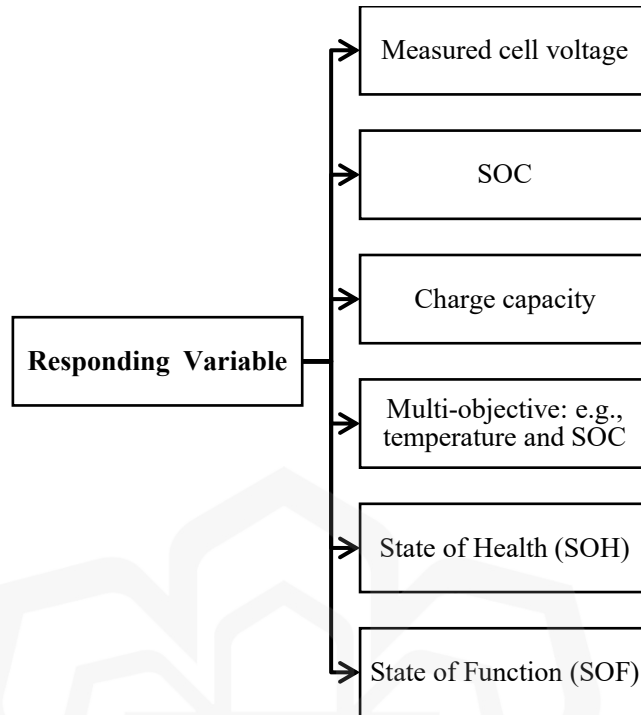 Measured cell voltage
SOC
Charge capacity
Responding Variable
Multi-objective: e.g.,
temperature and SOC
State of Health (SOH)
State of Function (SOF)